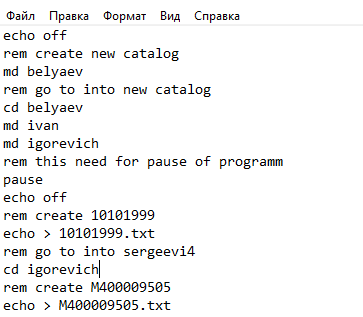 Файл Правка Формат Вид Справка
echo off
rem create new catalog
md belyaev
rem go to into new catalog
cd belyaev
md ivan
md igorevich
rem this need for pause of programm
pause
echo off
rem create 10101999
echo > 10101999.txt
rem go to into sergeevi4
cd igorevich
rem create M400009505
echo > M400009505.txt